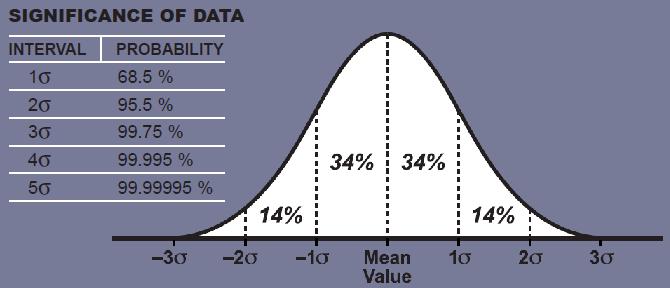 SIGNIFICANCE OF DATA
INTERVAL PROBABILITY
1σ 68.5 %
2σ 95.5 %
3σ 99.75 %
4σ 99.995 %
5σ 99.99995 %
34% 34%
14% 14%
–3σ –2σ –1σ Mean Value 1σ 2σ 3σ